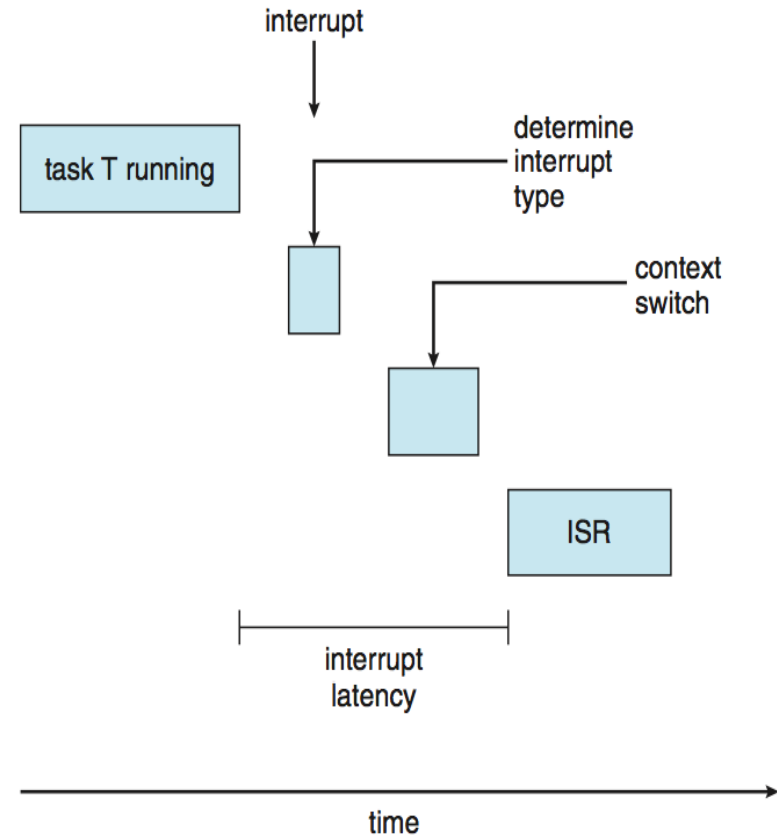 interrupt
task T running
determine
interrupt
type
context
switch
ISR
interrupt
latency
time